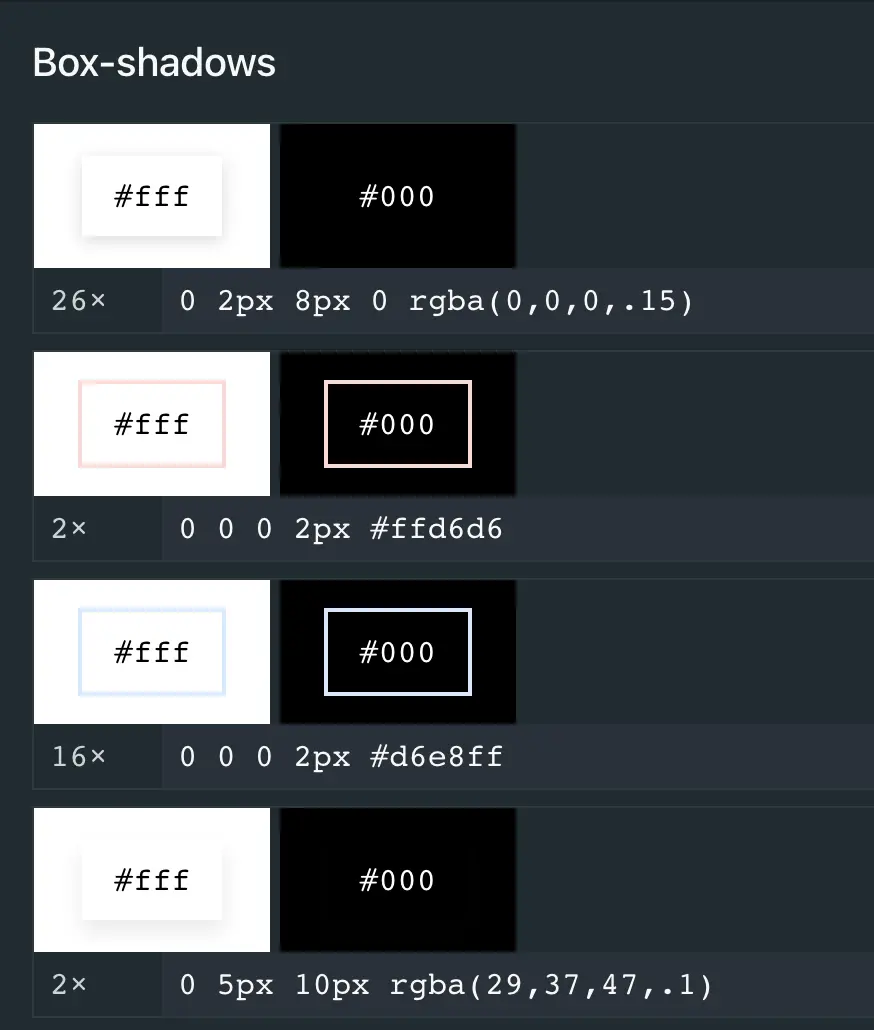 Box-shadows
#fff #000
26× 0 2px 8px 0 rgba(0,0,0,.15)
#fff #000
2× 0 0 0 2px #ffd6d6
#fff #000
16× 0 0 0 2px #d6e8ff
#fff #000
2× 0 5px 10px rgba(29,37,47,.1)